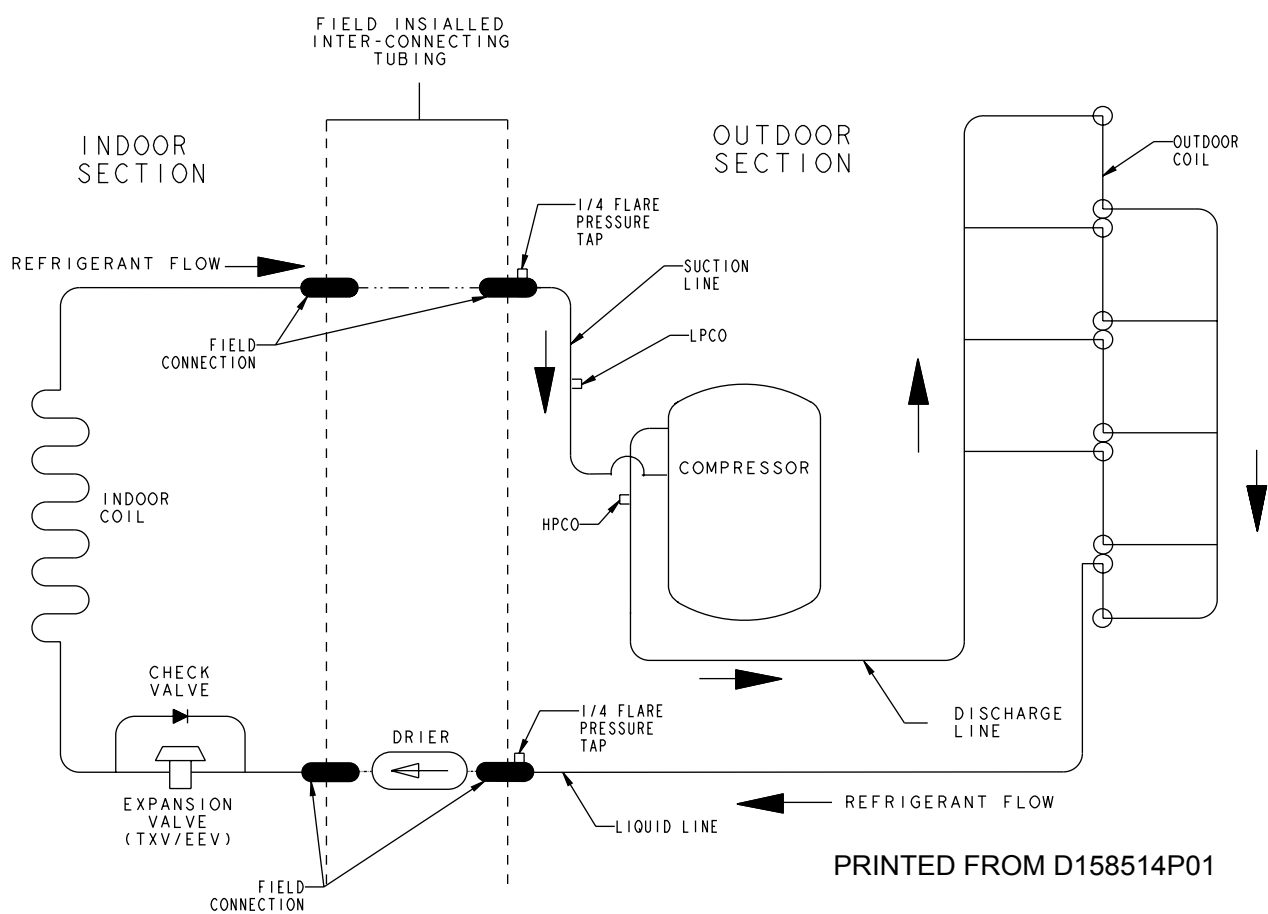 FIELD INSIALLED
INTER-CONNECTING
TUBING
INDOOR
SECTION
OUTDOOR
SECTION
OUTDOOR
COIL
1/4 FLARE
PRESSURE
TAP
REFRIGERANT FLOW
SUCTION
LINE
FIELD
CONNECTION
LPCO
COMPRESSOR
INDOOR
COIL
HPCO
CHECK
VALVE
1/4 FLARE
PRESSURE
TAP
DISCHARGE
LINE
DRIER
EXPANSION
VALVE
(TXV/EEV)
REFRIGERANT FLOW
LIQUID LINE
FIELD
CONNECTION
PRINTED FROM D158514P01